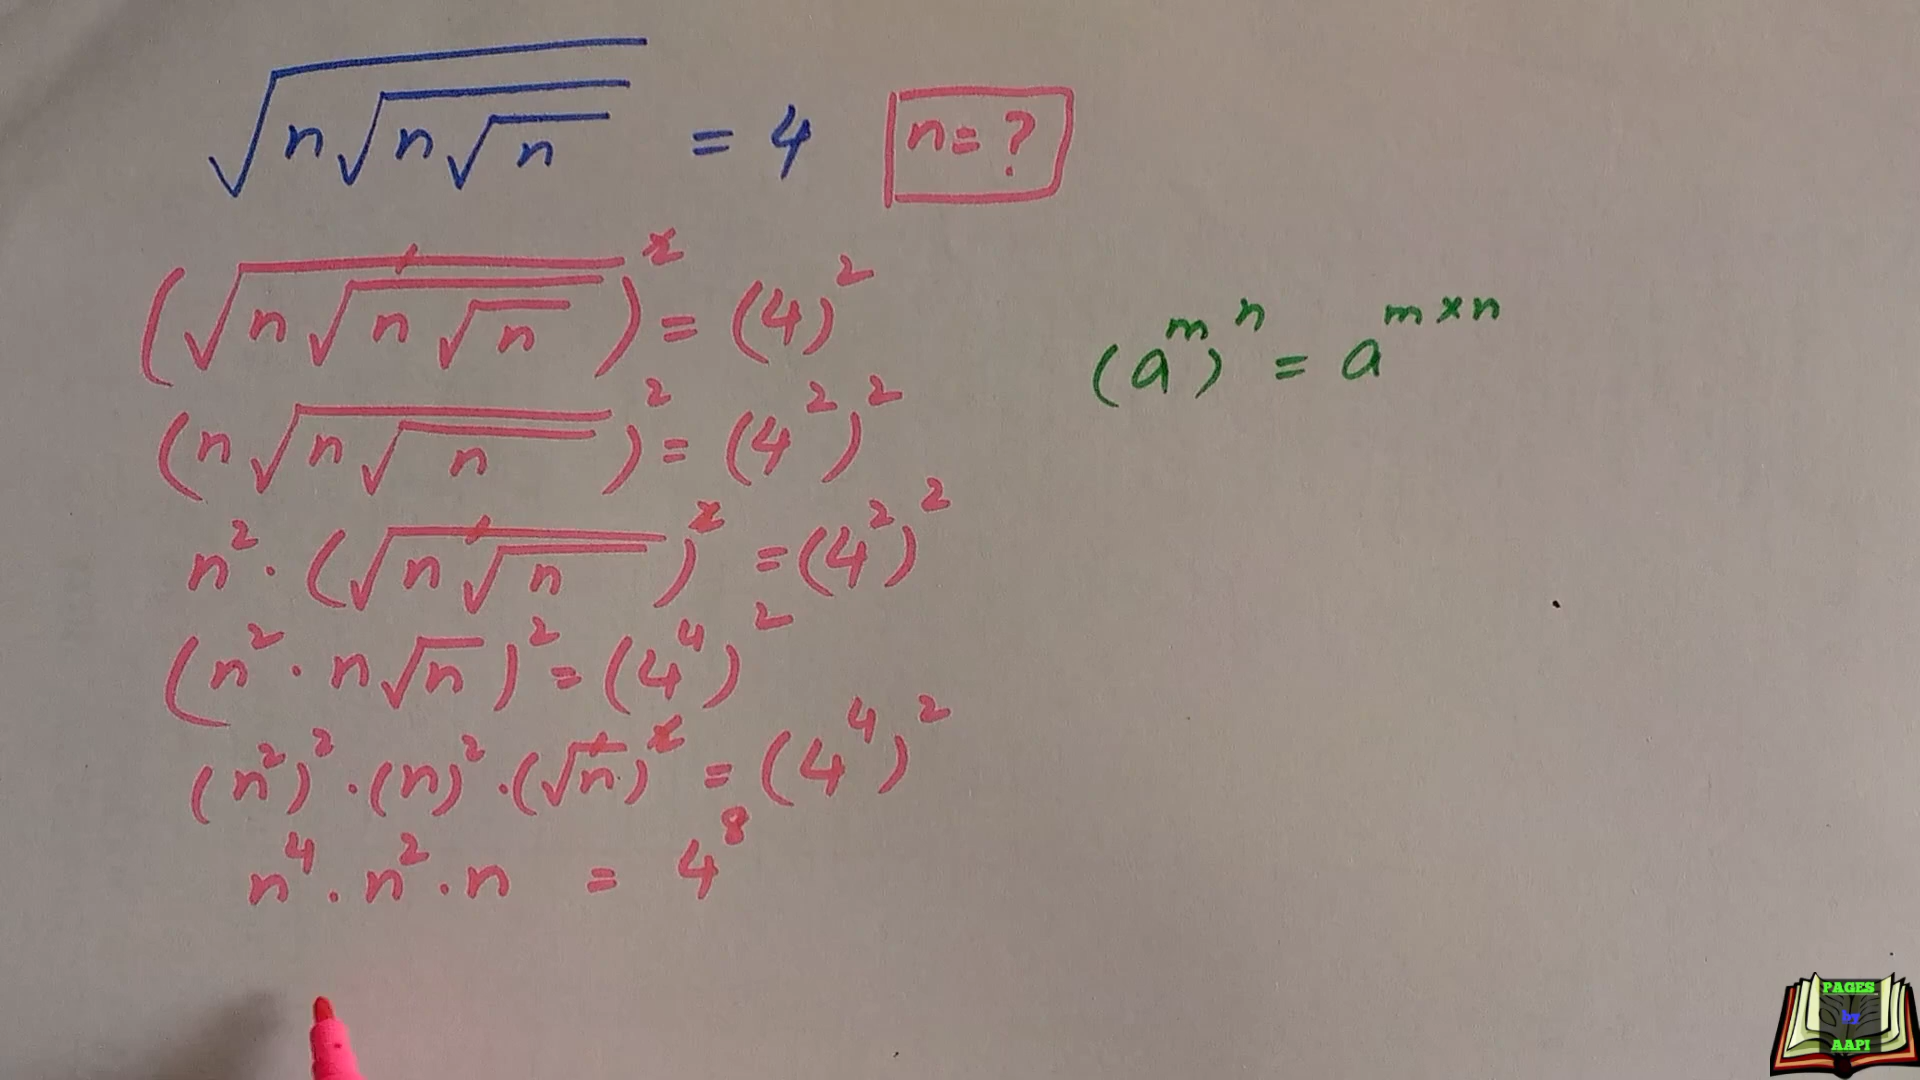 √(n√(n√n)) = 4 n = ?
(√(n√(n√n)))² = (4)²
(aᵐ)ⁿ = aᵐˣⁿ
(n√(n√n))² = (4²)²
n² · (√(n√n))² = (4²)²
(n² · n√n)² = (4⁴)²
(n²)² · (n)² · (√n)² = (4⁴)²
n⁴ · n² · n = 4⁸
PAGES
by
AAPI